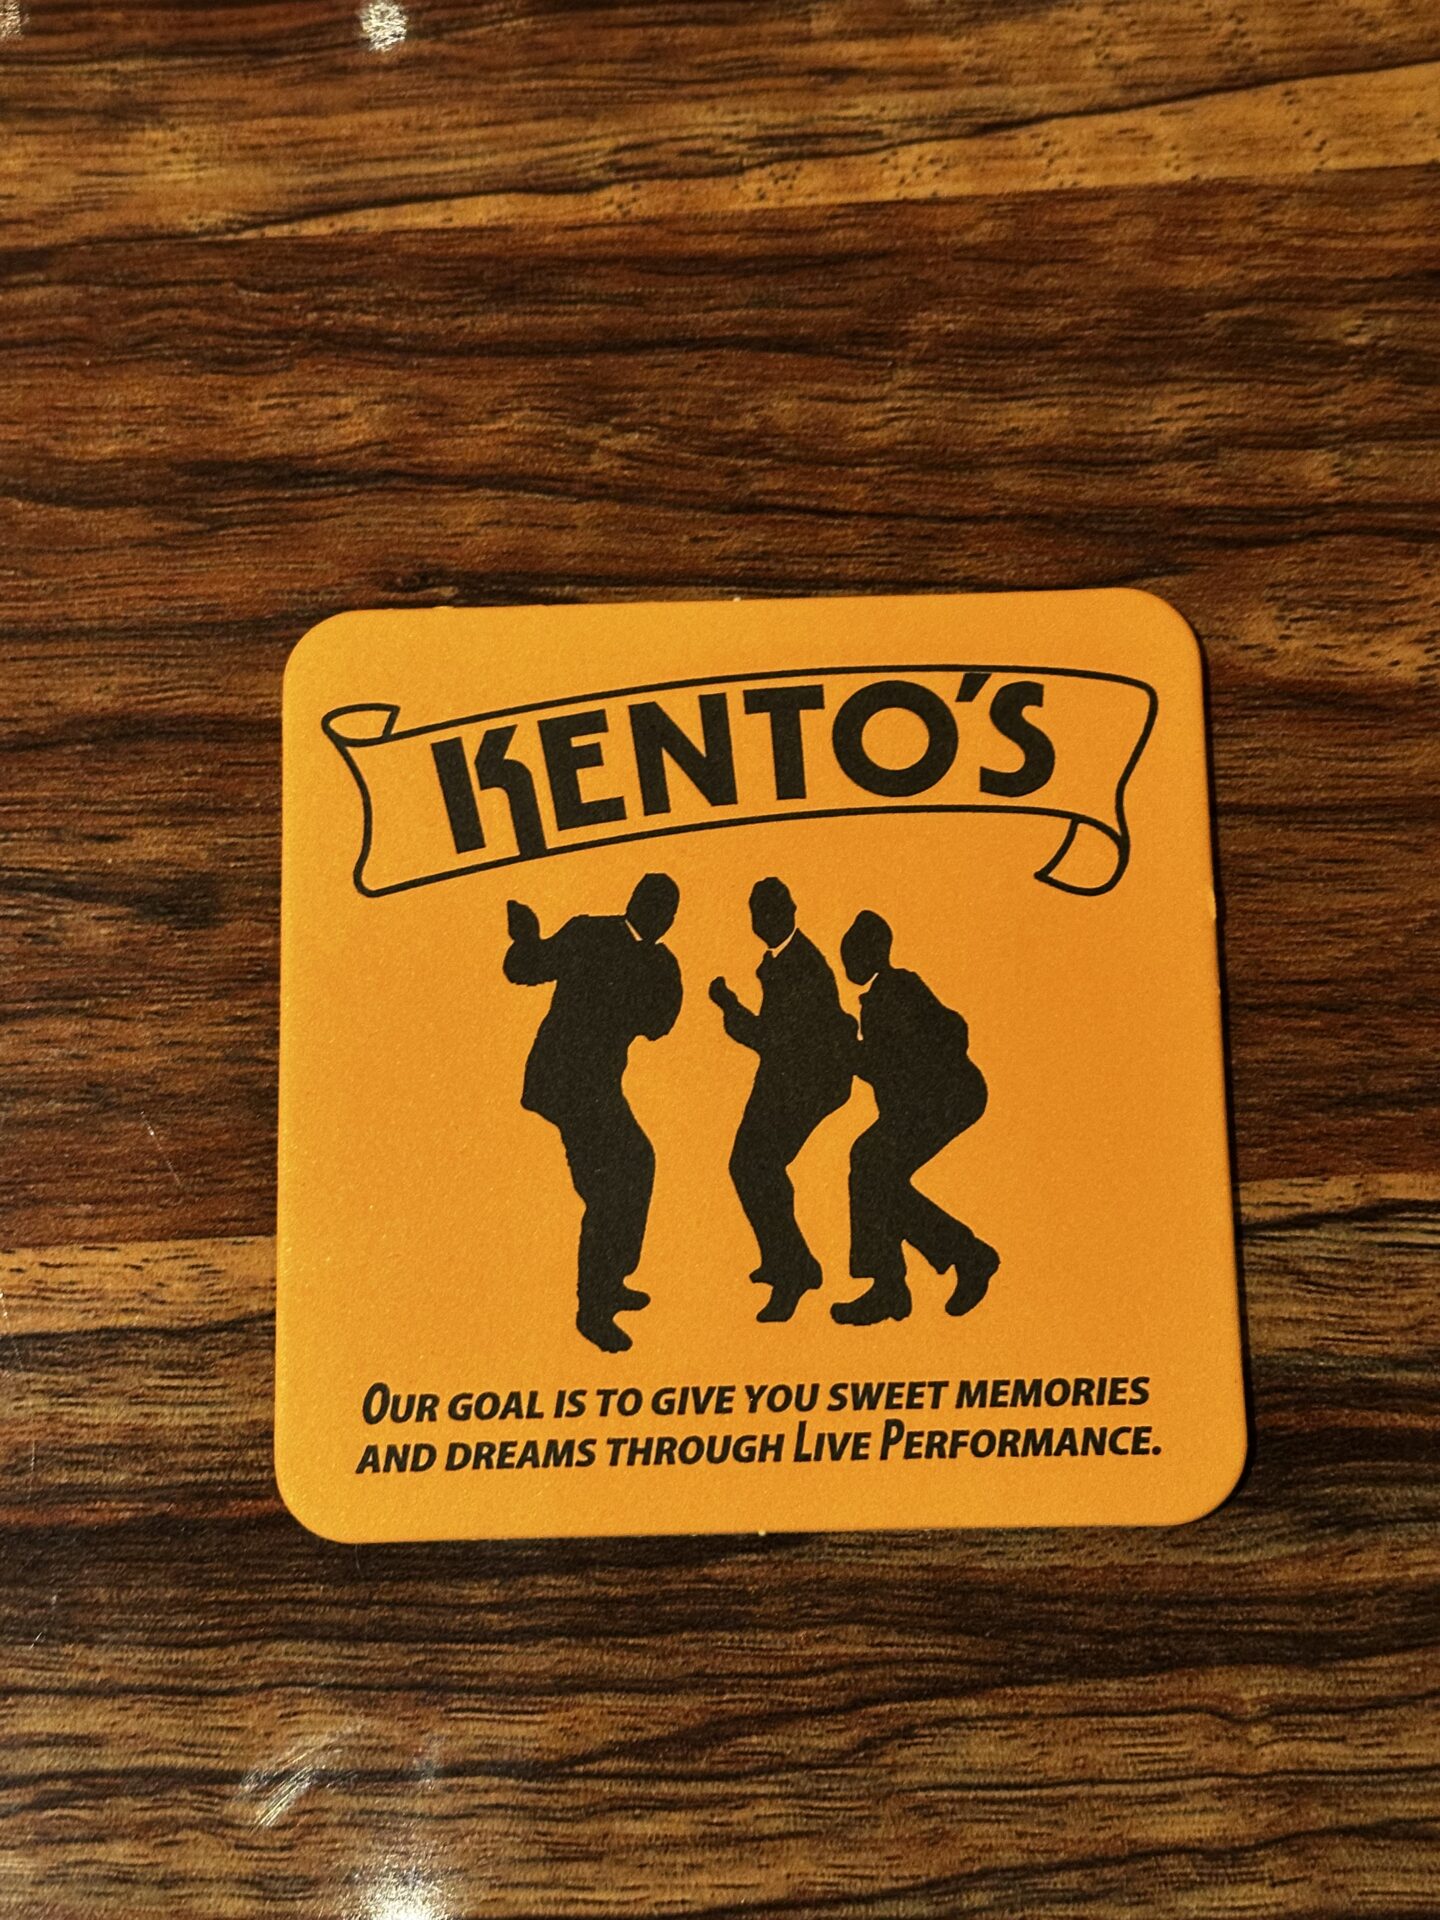 KENTO'S
OUR GOAL IS TO GIVE YOU SWEET MEMORIES
AND DREAMS THROUGH LIVE PERFORMANCE.